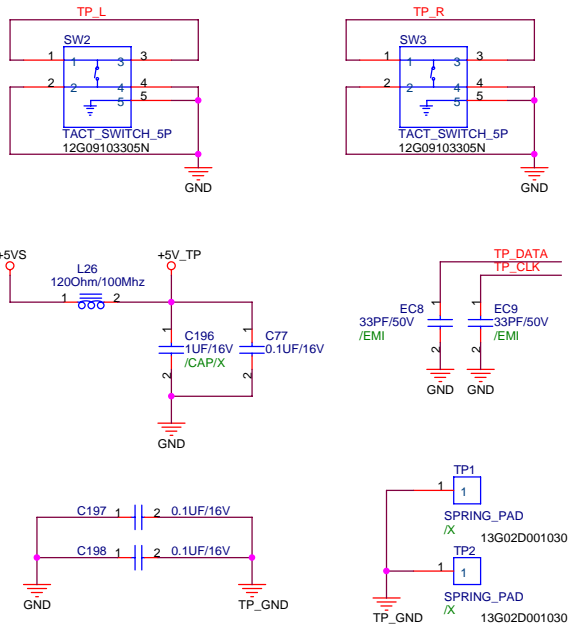 TP_L
SW2
1 1 3 3
2 2 4 4
5 5
TACT_SWITCH_5P
12G09103305N
GND
TP_R
SW3
1 1 3 3
2 2 4 4
5 5
TACT_SWITCH_5P
12G09103305N
GND
+5VS
L26
120Ohm/100Mhz
1 2
+5V_TP
1
C196
1UF/16V
/CAP/X
2
1
C77
0.1UF/16V
2
GND
TP_DATA
TP_CLK
1
EC8
33PF/50V
/EMI
2
GND
1
EC9
33PF/50V
/EMI
2
GND
C197 1 2 0.1UF/16V
C198 1 2 0.1UF/16V
GND
TP_GND
TP1
1 1
SPRING_PAD
/X
13G02D001030
TP2
1 1
SPRING_PAD
/X
13G02D001030
TP_GND